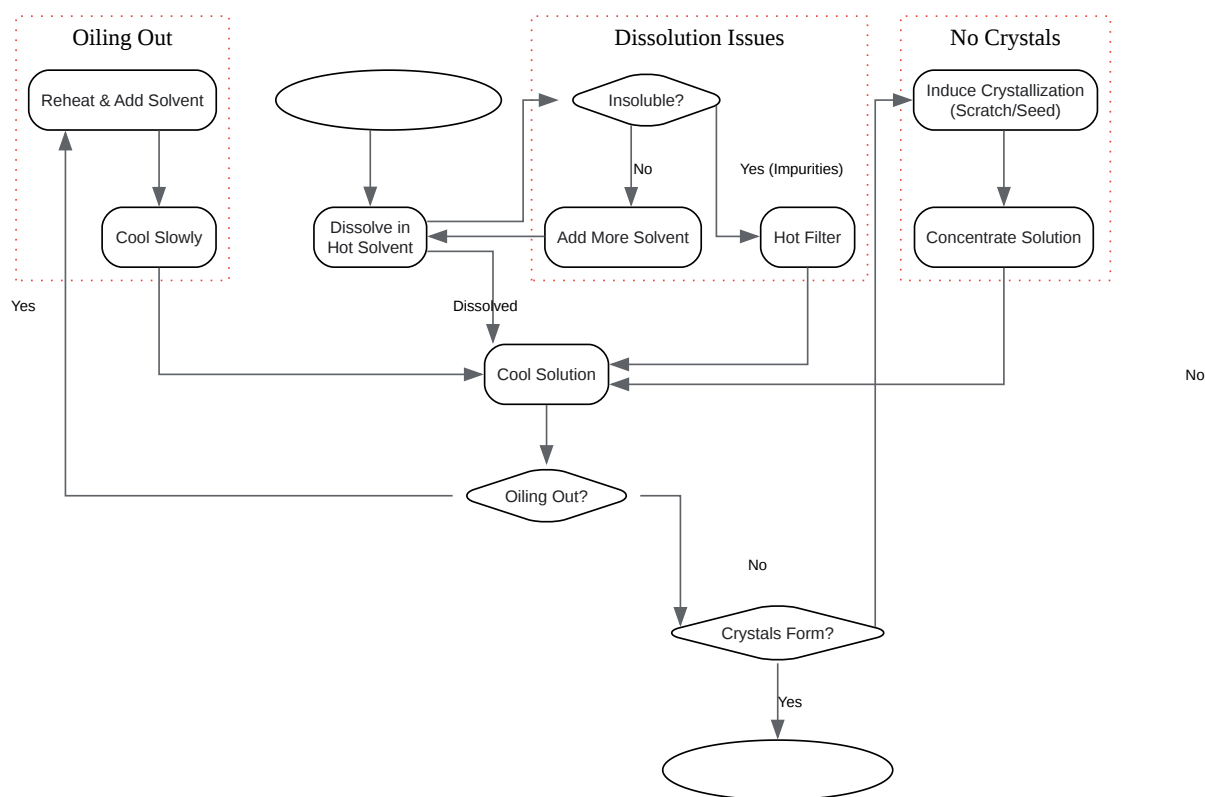 Oiling Out
Dissolution Issues
No Crystals
Reheat & Add Solvent
Insoluble?
Induce Crystallization
(Scratch/Seed)
No
Yes (Impurities)
Cool Slowly
Dissolve in
Hot Solvent
Add More Solvent
Hot Filter
Concentrate Solution
Yes
Dissolved
Cool Solution
No
Oiling Out?
No
Crystals Form?
Yes